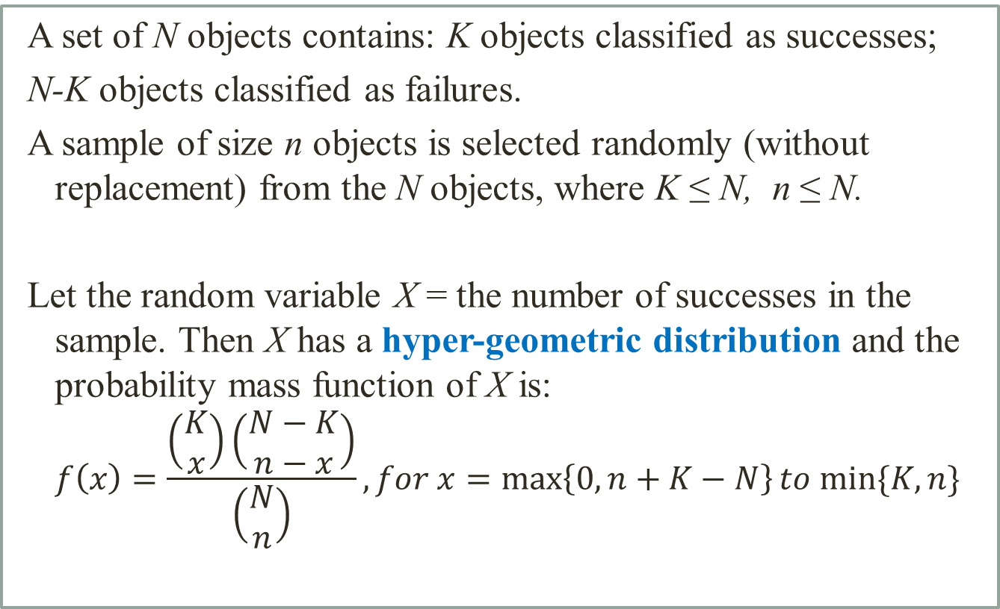 A set of N objects contains: K objects classified as successes;
N-K objects classified as failures.
A sample of size n objects is selected randomly (without
replacement) from the N objects, where K ≤ N, n ≤ N.
Let the random variable X = the number of successes in the
sample. Then X has a hyper-geometric distribution and the
probability mass function of X is:
f(x) = \frac{\binom{K}{x}\binom{N-K}{n-x}}{\binom{N}{n}}, for x = max{0, n + K − N} to min{K, n}